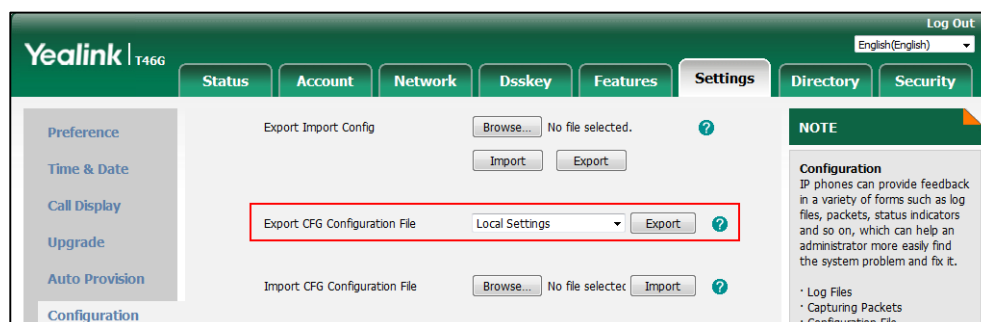 Log Out
Yealink T46G
English(English)
Status Account Network Dsskey Features Settings Directory Security
Preference
Time & Date
Call Display
Upgrade
Auto Provision
Configuration
Export Import Config Browse... No file selected. ?
Import Export
Export CFG Configuration File Local Settings Export ?
Import CFG Configuration File Browse... No file selectec Import ?
NOTE
Configuration
IP phones can provide feedback
in a variety of forms such as log
files, packets, status indicators
and so on, which can help an
administrator more easily find
the system problem and fix it.
· Log Files
· Capturing Packets
· Configuration File